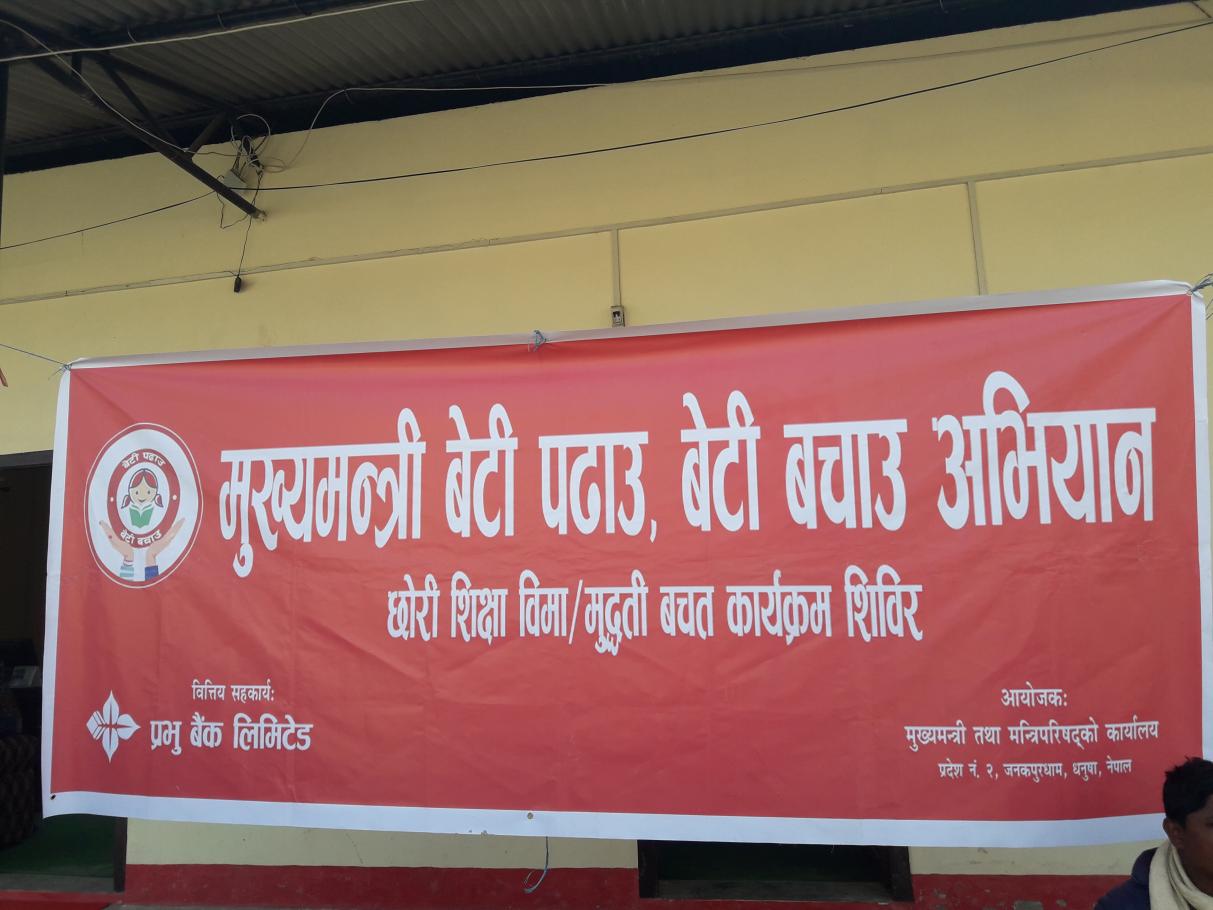 मुख्यमन्त्री बेटी पढाउ, बेटी बचाउ अभियान
बेटी पढाउ
बेटी बचाउ
छोरी शिक्षा विमा/मुद्धती बचत कार्यक्रम शिविर
वित्तिय सहकार्य:
प्रभु बैंक लिमिटेड
आयोजक:
मुख्यमन्त्री तथा मन्त्रिपरिषद्को कार्यालय
प्रदेश नं. २, जनकपुरधाम, धनुषा, नेपाल